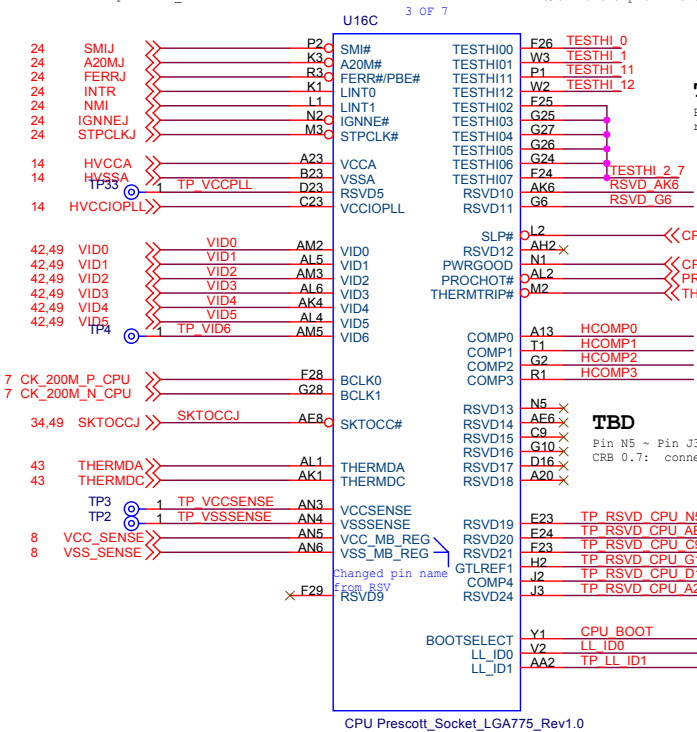 3 OF 7
U16C
24 SMIJ P2 SMI# TESTHI00 F26 TESTHI_0
24 A20MJ K3 A20M# TESTHI01 W3 TESTHI_1
24 FERRJ R3 FERR#/PBE# TESTHI11 P1 TESTHI_11
24 INTR K1 LINT0 TESTHI12 W2 TESTHI_12
24 NMI L1 LINT1 TESTHI02 F25
24 IGNNEJ N2 IGNNE# TESTHI03 G25
24 STPCLKJ M3 STPCLK# TESTHI04 G27
TESTHI05 G26
14 HVCCA A23 VCCA TESTHI06 G24
14 HVSSA B23 VSSA TESTHI07 F24 TESTHI_2_7
TP33 1 TP_VCCPLL D23 RSVD5 RSVD10 AK6 RSVD_AK6
14 HVCCIOPLL C23 VCCIOPLL RSVD11 G6 RSVD_G6
SLP# L2
42,49 VID0 VID0 AM2 VID0 RSVD12 AH2
42,49 VID1 VID1 AL5 VID1 PWRGOOD N1
42,49 VID2 VID2 AM3 VID2 PROCHOT# AL2
42,49 VID3 VID3 AL6 VID3 THERMTRIP# M2
42,49 VID4 VID4 AK4 VID4
42,49 VID5 VID5 AL4 VID5
TP4 1 TP_VID6 AM5 VID6 COMP0 A13 HCOMP0
COMP1 T1 HCOMP1
COMP2 G2 HCOMP2
7 CK_200M_P_CPU F28 BCLK0 COMP3 R1 HCOMP3
7 CK_200M_N_CPU G28 BCLK1
RSVD13 N5
34,49 SKTOCCJ SKTOCCJ AE8 SKTOCC# RSVD14 AE6 TBD
RSVD15 C9
RSVD16 G10 Pin N5 ~ Pin J3
43 THERMDA AL1 THERMDA RSVD17 D16 CRB 0.7: conne
43 THERMDC AK1 THERMDC RSVD18 A20
TP3 1 TP_VCCSENSE AN3 VCCSENSE
TP2 1 TP_VSSSENSE AN4 VSSSENSE RSVD19 E23 TP_RSVD_CPU_N5
8 VCC_SENSE AN5 VCC_MB_REG RSVD20 E24 TP_RSVD_CPU_AE
8 VSS_SENSE AN6 VSS_MB_REG RSVD21 F23 TP_RSVD_CPU_C9
GTLREF1 H2 TP_RSVD_CPU_G1
Changed pin name COMP4 J2 TP_RSVD_CPU_D1
from RSV
F29 RSVD9 RSVD24 J3 TP_RSVD_CPU_A2
BOOTSELECT Y1 CPU_BOOT
LL_ID0 V2 LL_ID0
LL_ID1 AA2 TP_LL_ID1
CPU Prescott_Socket_LGA775_Rev1.0